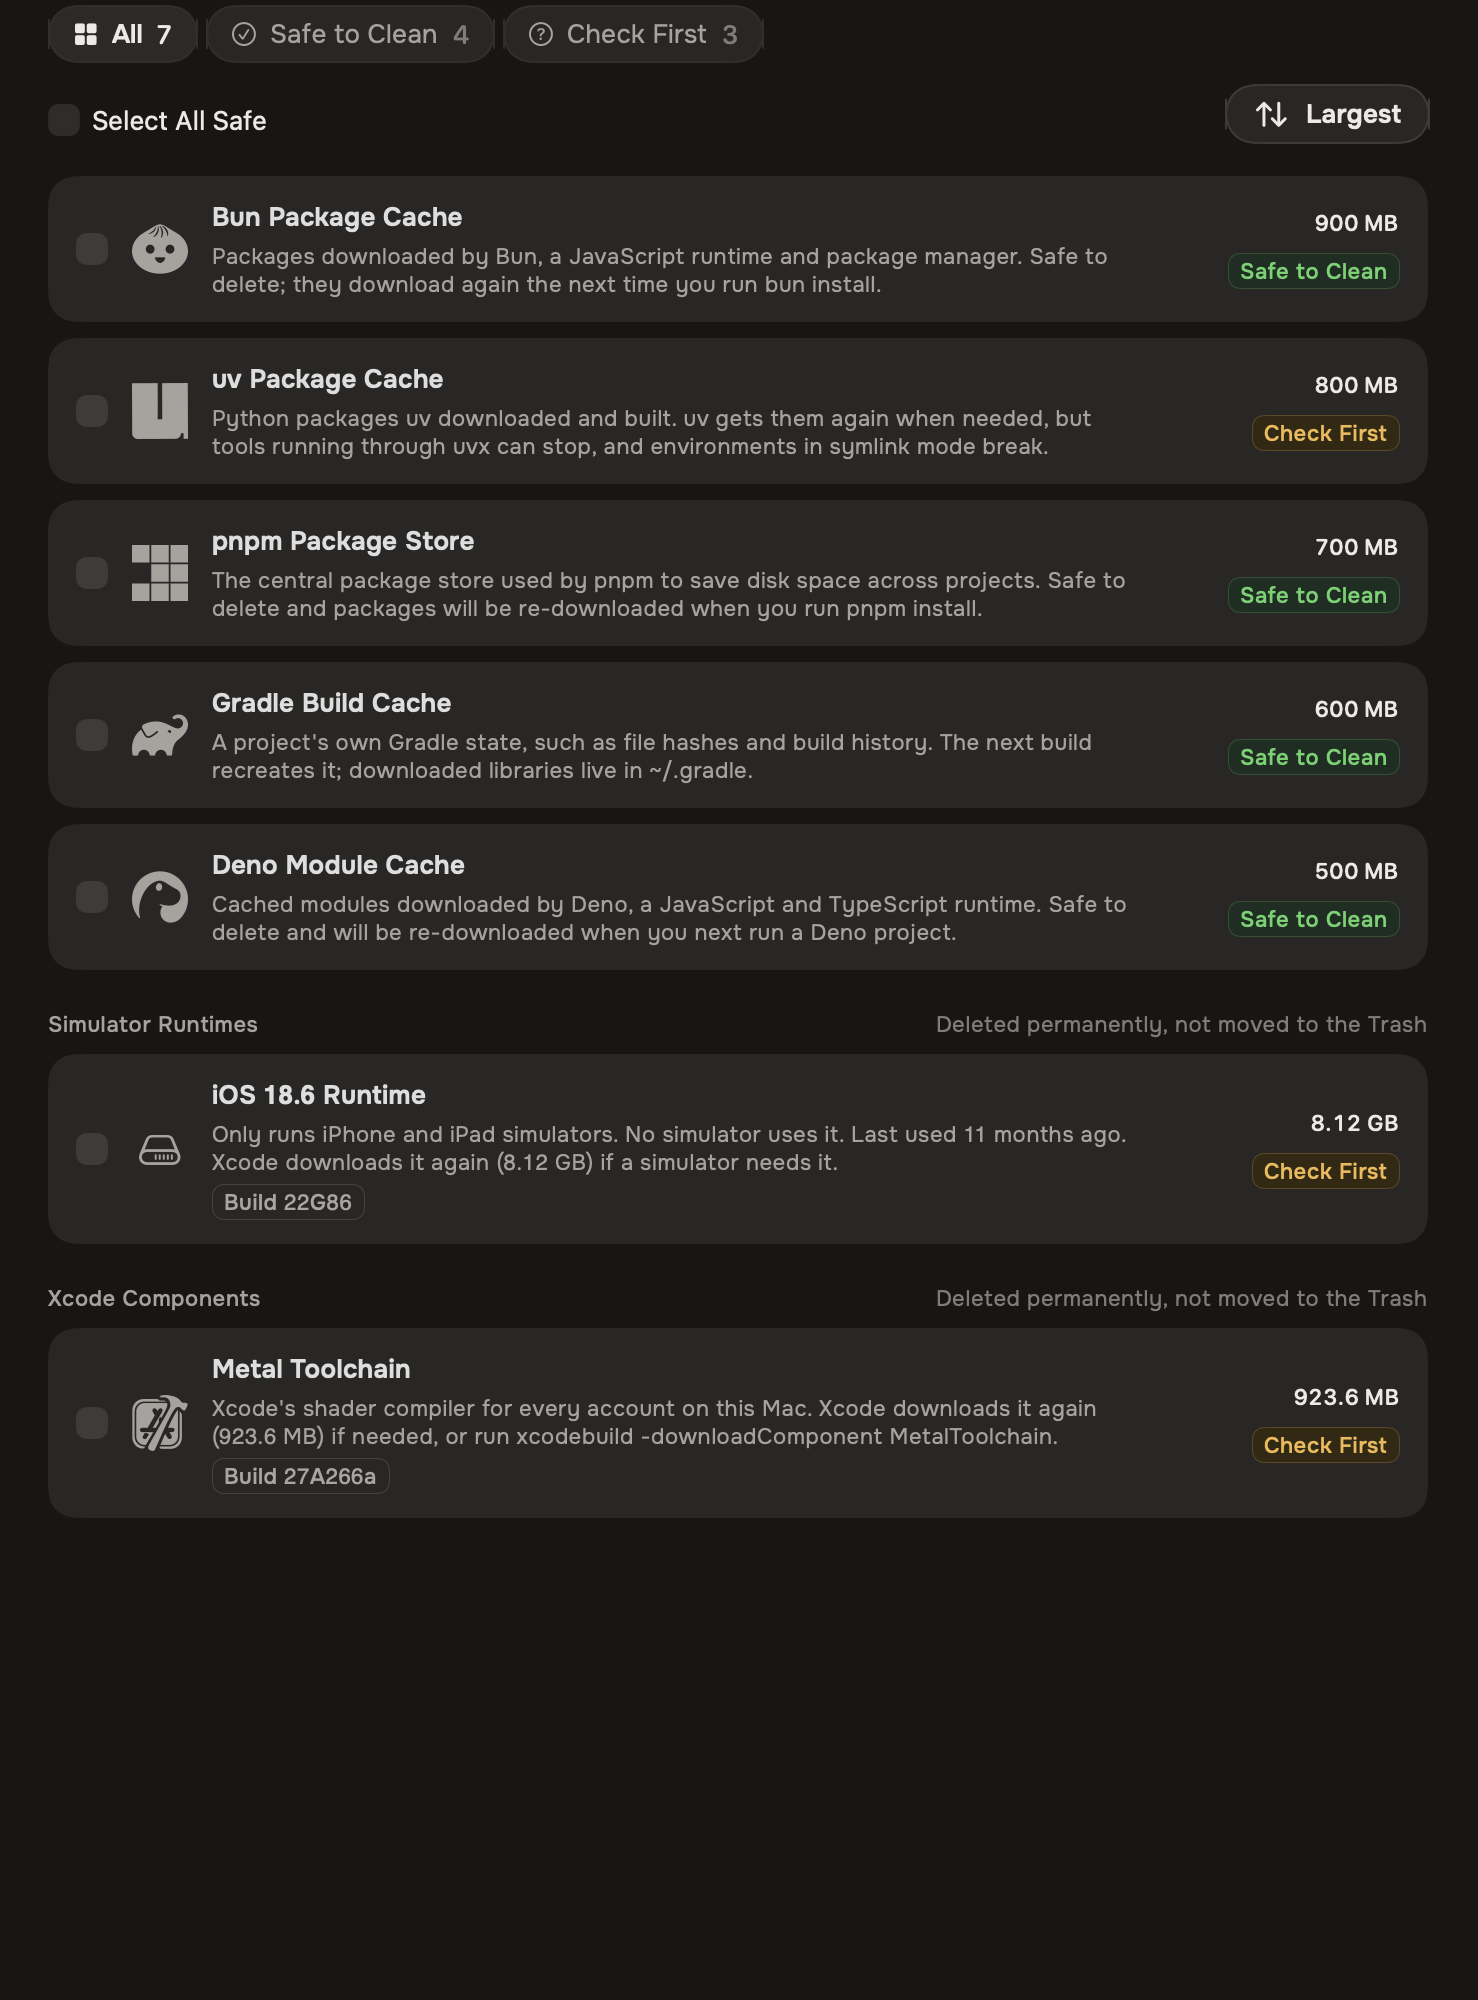 All 7 Safe to Clean 4 Check First 3
Select All Safe
Largest
Bun Package Cache
Packages downloaded by Bun, a JavaScript runtime and package manager. Safe to
delete; they download again the next time you run bun install.
900 MB
Safe to Clean
uv Package Cache
Python packages uv downloaded and built. uv gets them again when needed, but
tools running through uvx can stop, and environments in symlink mode break.
800 MB
Check First
pnpm Package Store
The central package store used by pnpm to save disk space across projects. Safe to
delete and packages will be re-downloaded when you run pnpm install.
700 MB
Safe to Clean
Gradle Build Cache
A project's own Gradle state, such as file hashes and build history. The next build
recreates it; downloaded libraries live in ~/.gradle.
600 MB
Safe to Clean
Deno Module Cache
Cached modules downloaded by Deno, a JavaScript and TypeScript runtime. Safe to
delete and will be re-downloaded when you next run a Deno project.
500 MB
Safe to Clean
Simulator Runtimes
Deleted permanently, not moved to the Trash
iOS 18.6 Runtime
Only runs iPhone and iPad simulators. No simulator uses it. Last used 11 months ago.
Xcode downloads it again (8.12 GB) if a simulator needs it.
Build 22G86
8.12 GB
Check First
Xcode Components
Deleted permanently, not moved to the Trash
Metal Toolchain
Xcode's shader compiler for every account on this Mac. Xcode downloads it again
(923.6 MB) if needed, or run xcodebuild -downloadComponent MetalToolchain.
Build 27A266a
923.6 MB
Check First